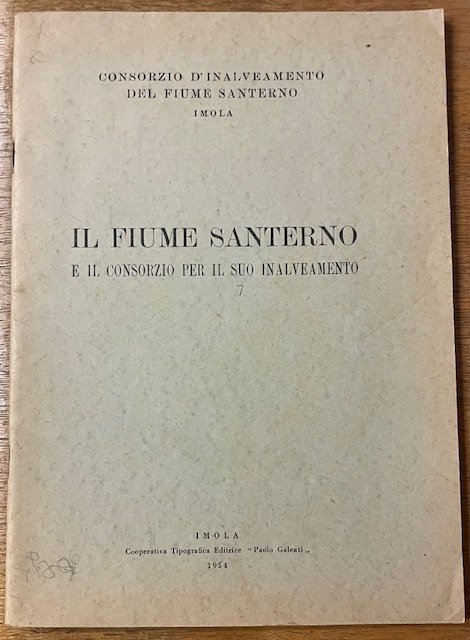 CONSORZIO D'INALVEAMENTO
DEL FIUME SANTERNO
IMOLA
IL FIUME SANTERNO
E IL CONSORZIO PER IL SUO INALVEAMENTO
7
IMOLA
Cooperativa Tipografica Editrice “Paolo Galeati„
1954